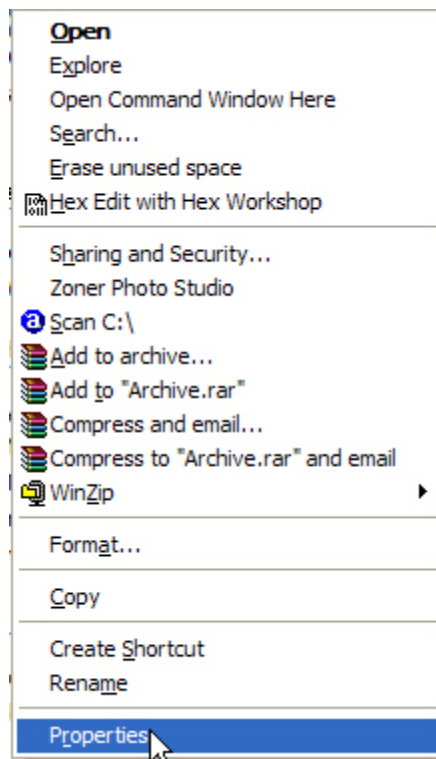 Open
Explore
Open Command Window Here
Search...
Erase unused space
Hex Edit with Hex Workshop
Sharing and Security...
Zoner Photo Studio
Scan C:\
Add to archive...
Add to "Archive.rar"
Compress and email...
Compress to "Archive.rar" and email
WinZip
Format...
Copy
Create Shortcut
Rename
Properties